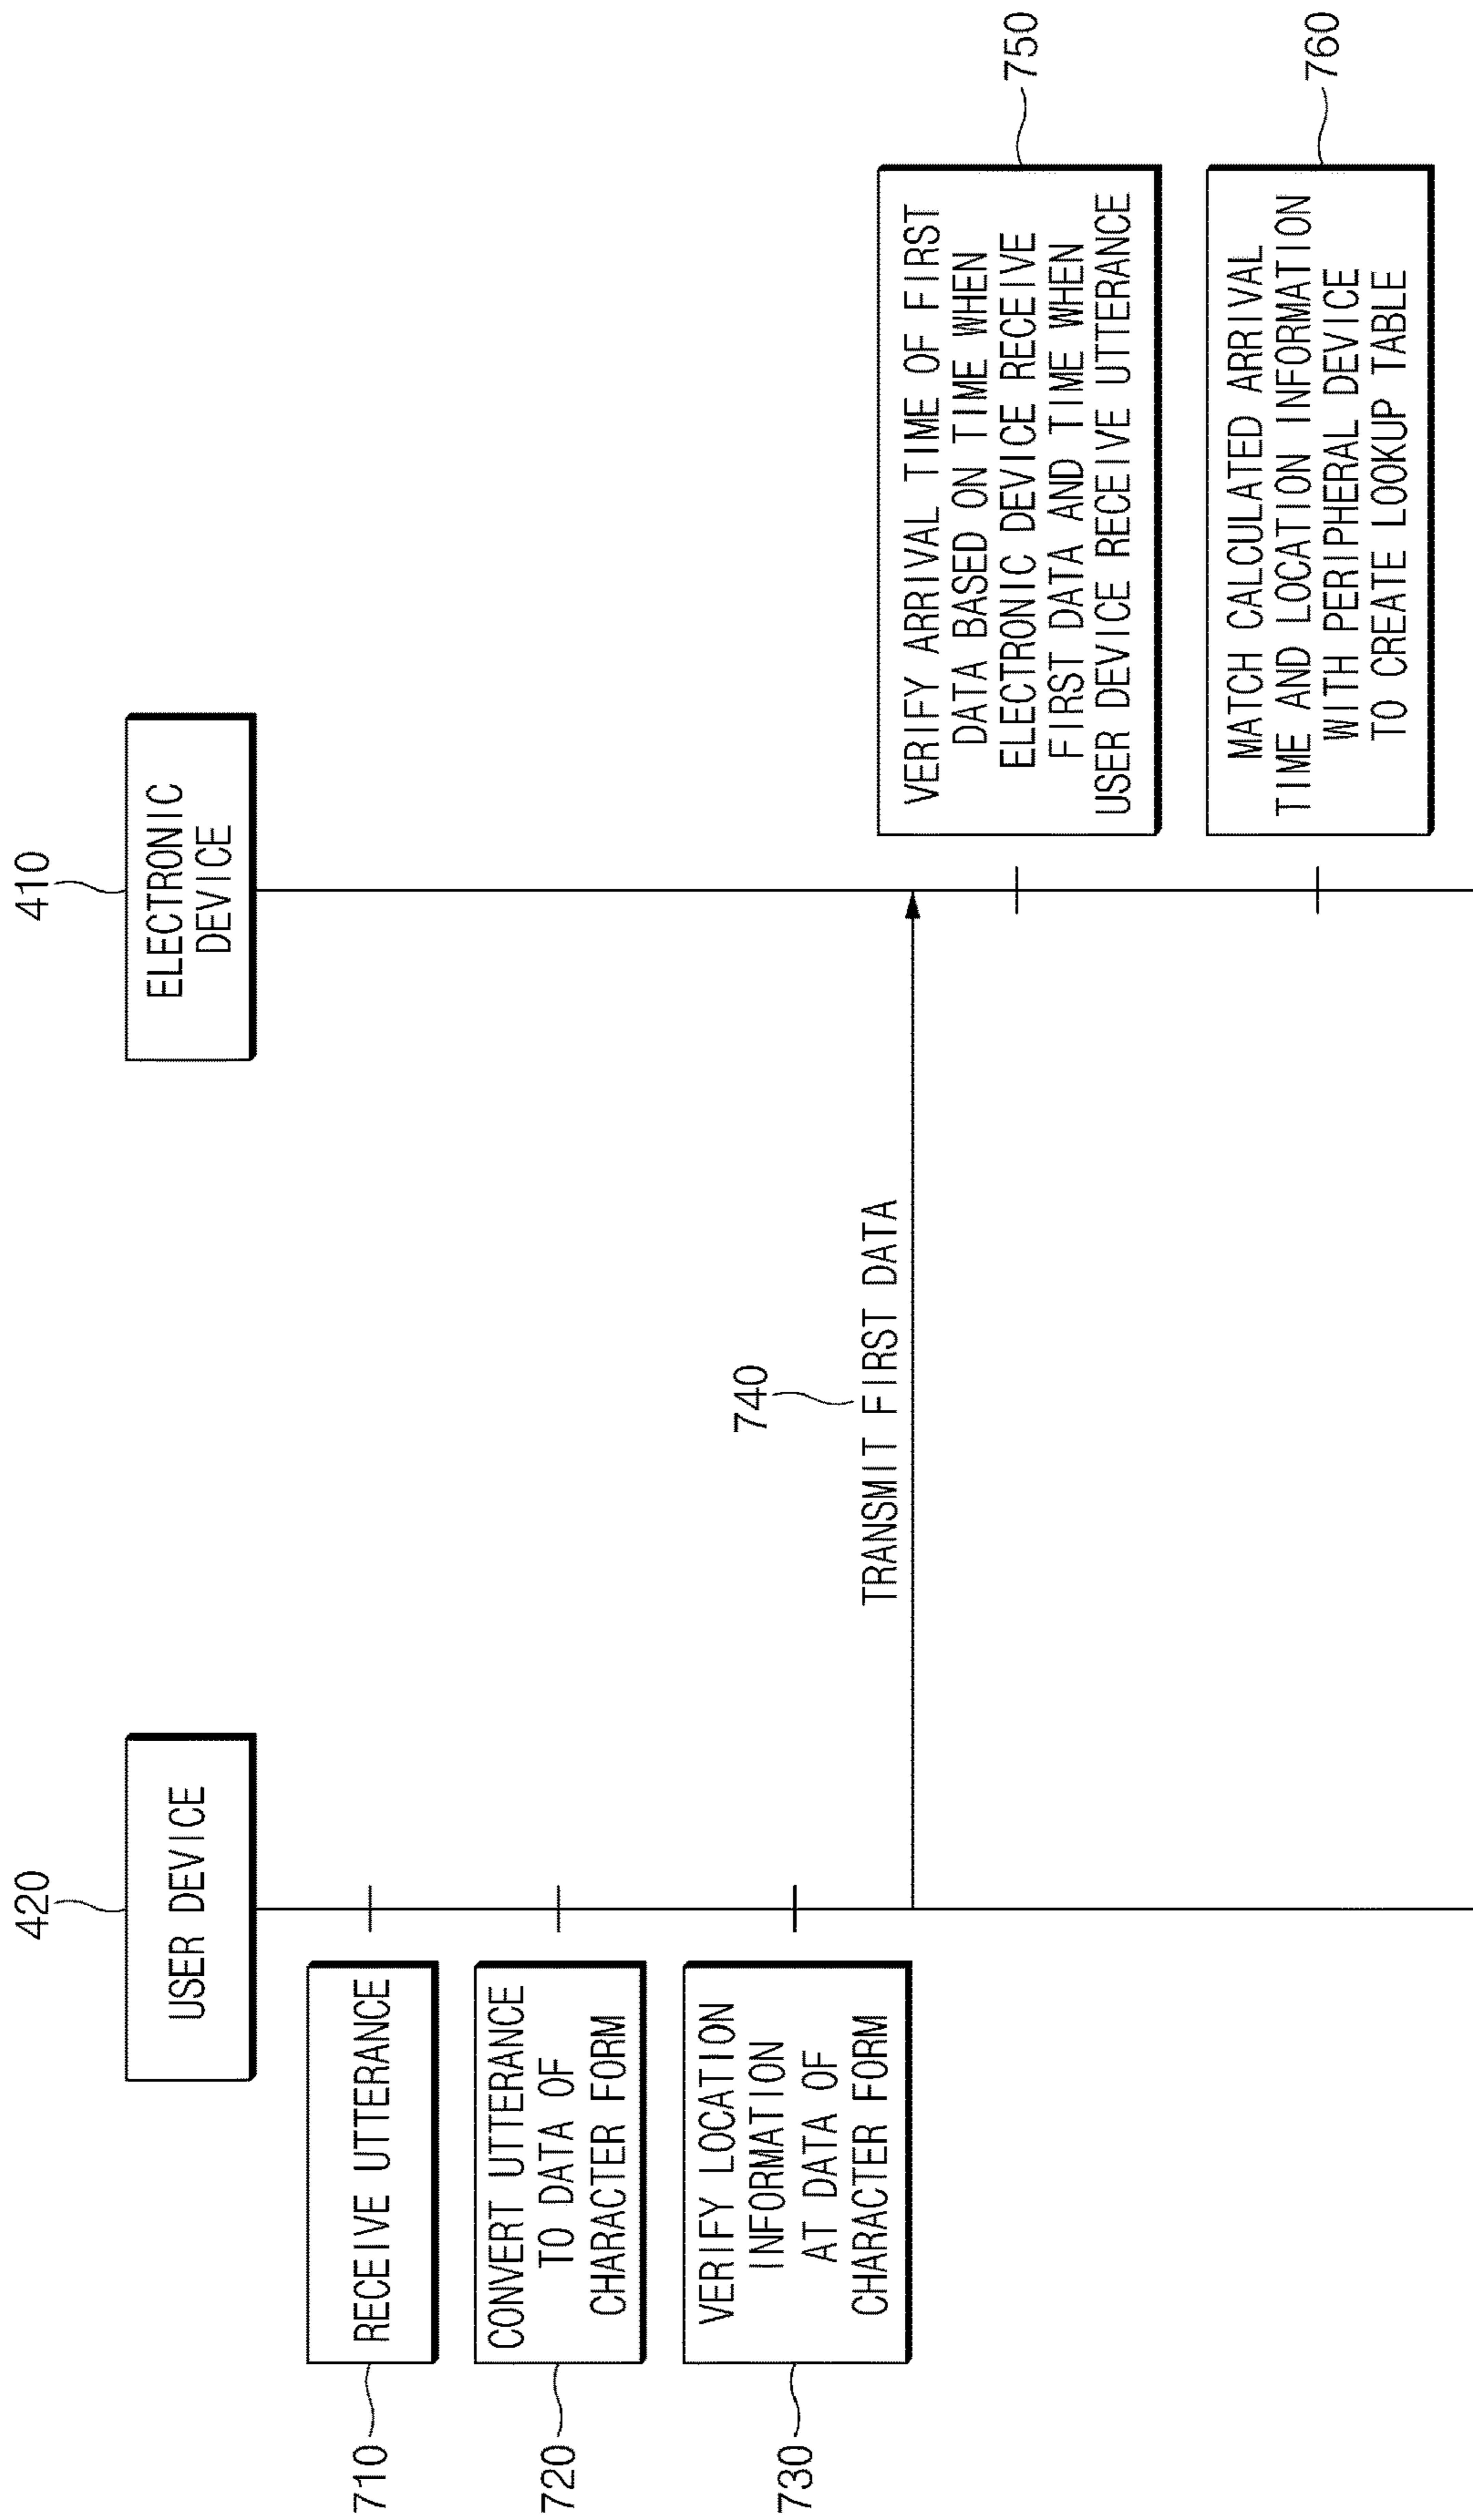 420
USER DEVICE
410
ELECTRONIC
DEVICE
710
RECEIVE UTTERANCE
720
CONVERT UTTERANCE
TO DATA OF
CHARACTER FORM
730
VERIFY LOCATION
INFORMATION
AT DATA OF
CHARACTER FORM
740
TRANSMIT FIRST DATA
750
VERIFY ARRIVAL TIME OF FIRST
DATA BASED ON TIME WHEN
ELECTRONIC DEVICE RECEIVE
FIRST DATA AND TIME WHEN
USER DEVICE RECEIVE UTTERANCE
760
MATCH CALCULATED ARRIVAL
TIME AND LOCATION INFORMATION
WITH PERIPHERAL DEVICE
TO CREATE LOOKUP TABLE